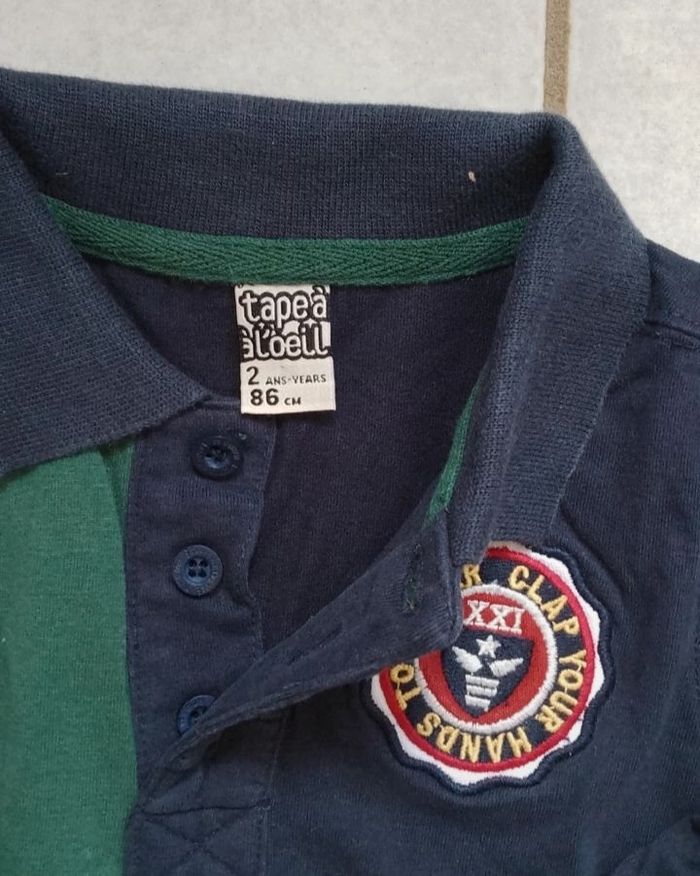 tape à
à l'oeil
2 ANS-YEARS
86 CM
CLAP YOUR HANDS TO
XXI